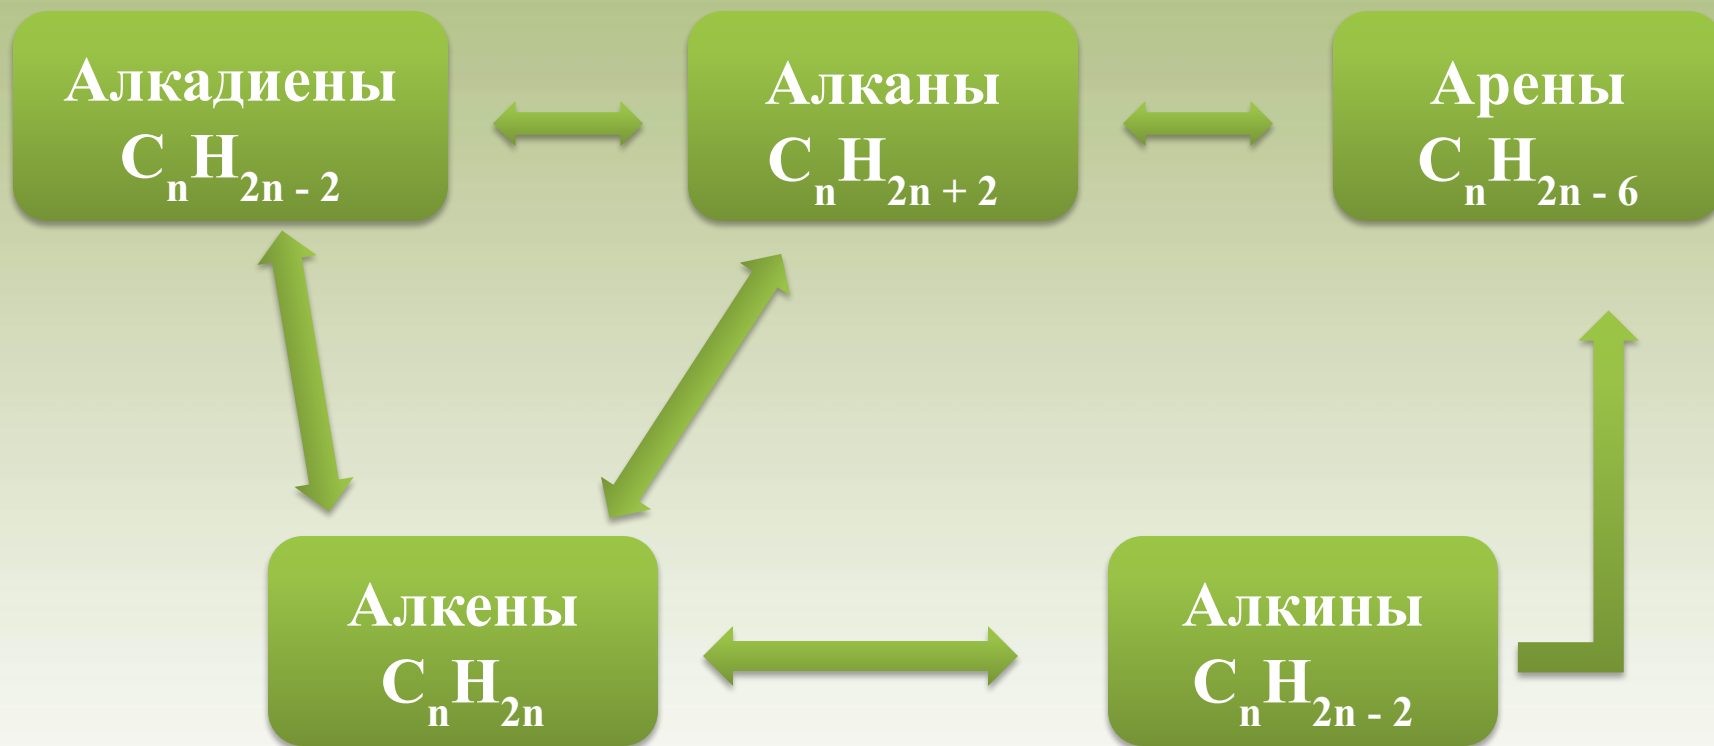 Алкадиены
CnH2n - 2
Алканы
CnH2n + 2
Арены
CnH2n - 6
Алкены
CnH2n
Алкины
CnH2n - 2